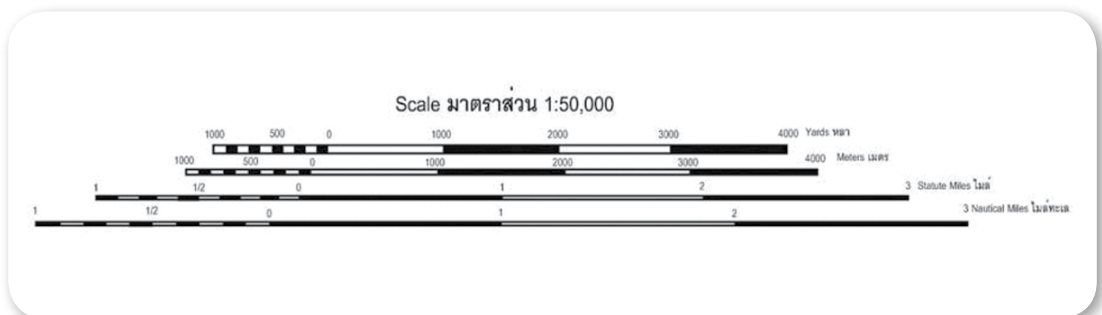 Scale มาตราส่วน 1:50,000
1000 500 0 1000 2000 3000 4000 Yards หลา
1000 500 0 1000 2000 3000 4000 Meters เมตร
1 1/2 0 1 2 3 Statute Miles ไมล์
1 1/2 0 1 2 3 Nautical Miles ไมล์ทะเล